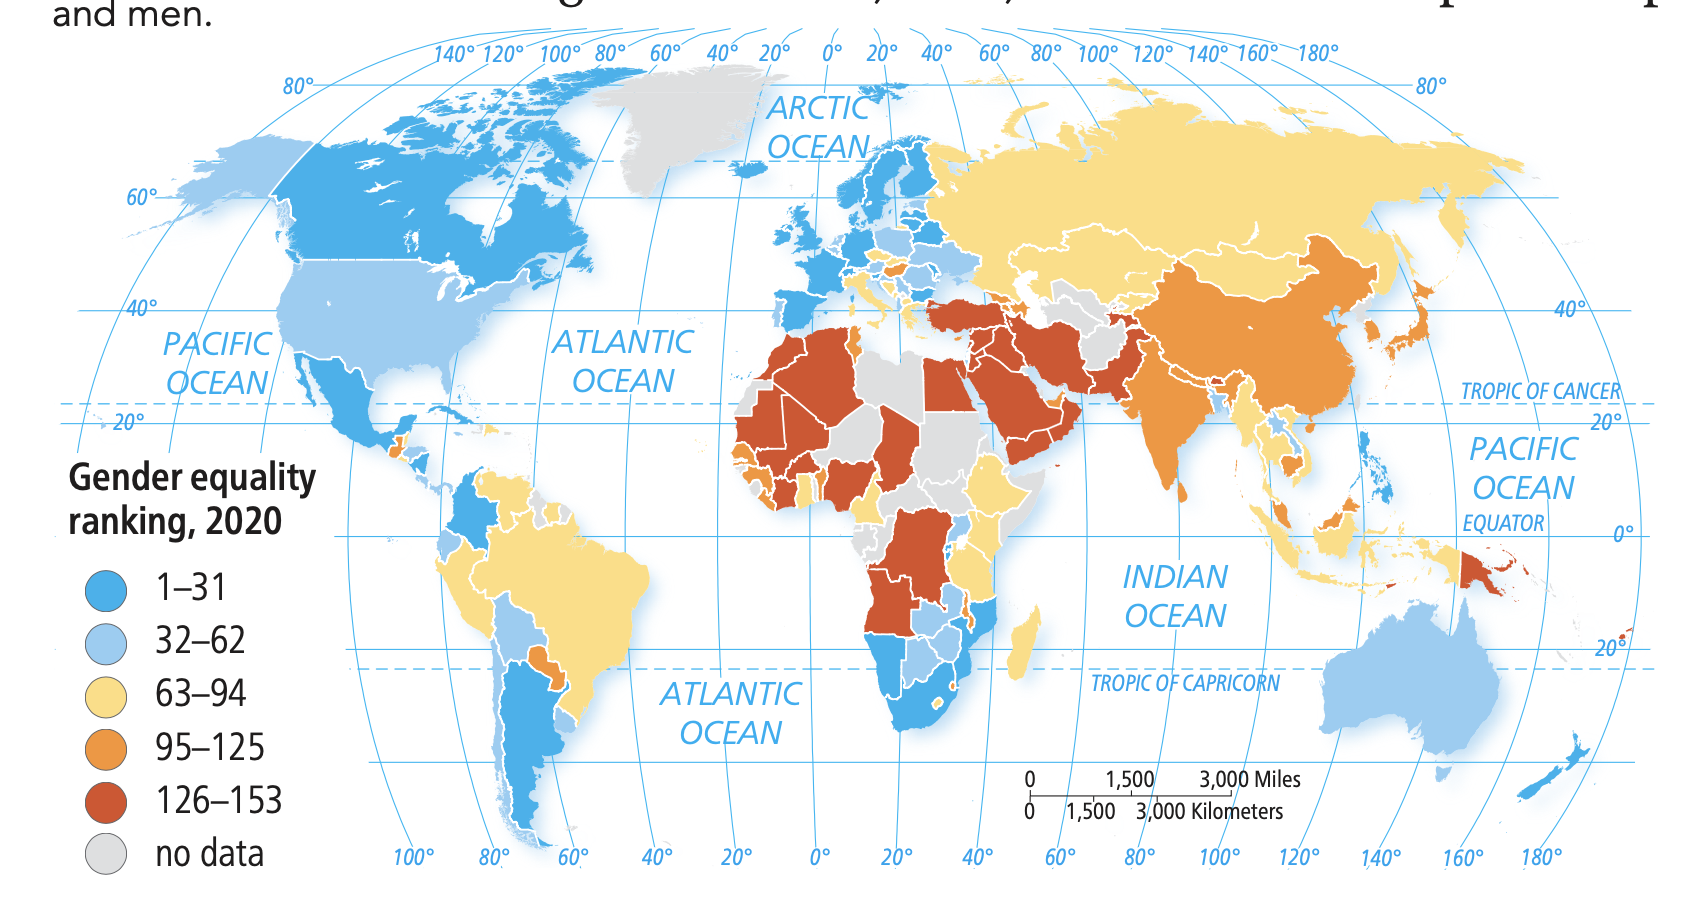 and men.
140° 120° 100° 80° 60° 40° 20° 0° 20° 40° 60° 80° 100° 120° 140° 160° 180°
80° 80°
ARCTIC
OCEAN
60°
40° 40°
PACIFIC
OCEAN
ATLANTIC
OCEAN
TROPIC OF CANCER
20° 20°
PACIFIC
OCEAN
EQUATOR
0°
INDIAN
OCEAN
20°
TROPIC OF CAPRICORN
ATLANTIC
OCEAN
Gender equality
ranking, 2020
1–31
32–62
63–94
95–125
126–153
no data
0 1,500 3,000 Miles
0 1,500 3,000 Kilometers
100° 80° 60° 40° 20° 0° 20° 40° 60° 80° 100° 120° 140° 160° 180°